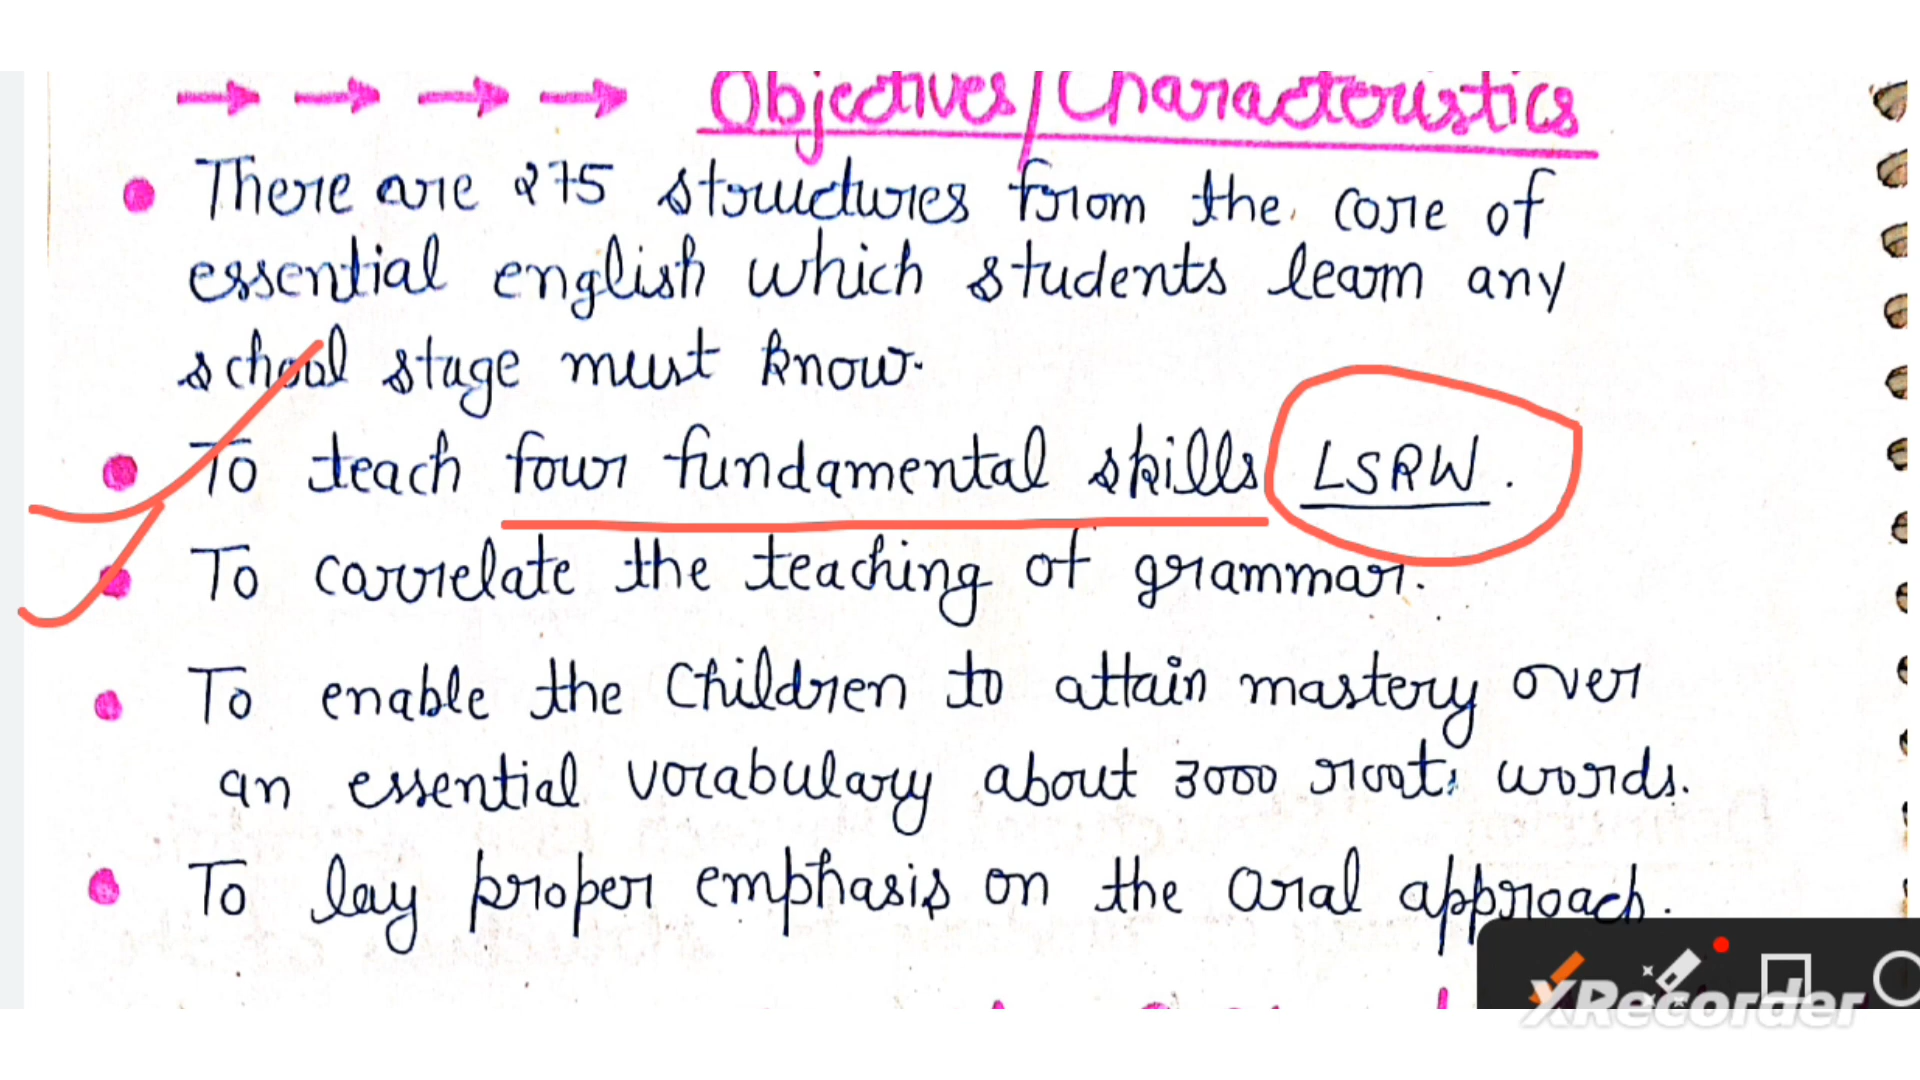 Objectives/Characteristics
There are 275 structures from the core of
essential english which students learn any
school stage must know.
To teach four fundamental skills LSRW.
To correlate the teaching of grammar.
To enable the Children to attain mastery over
an essential vocabulary about 3000 root words.
To lay proper emphasis on the oral approach.
XRecorder